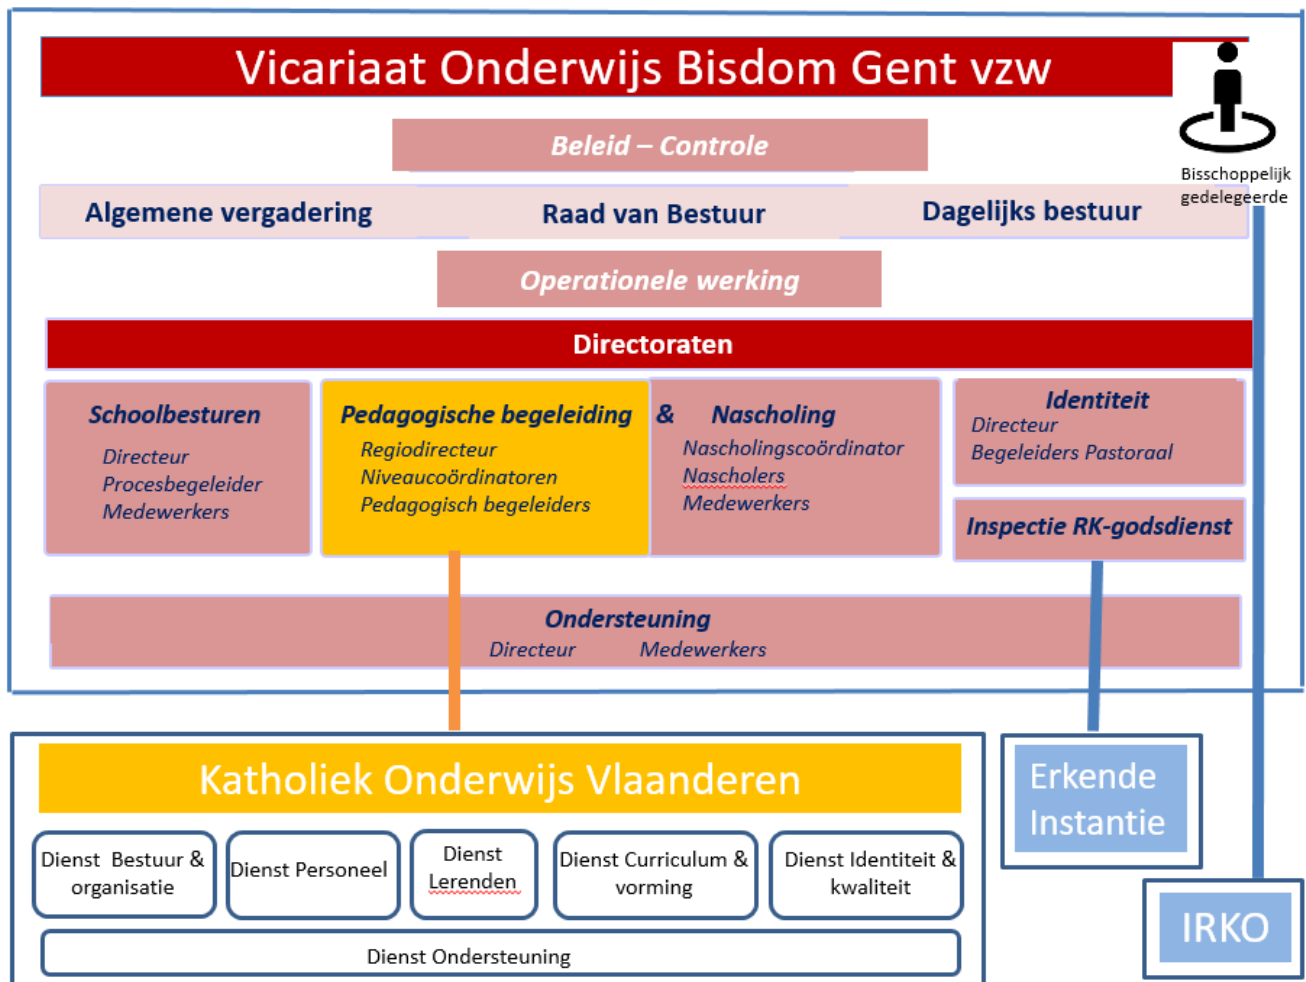 Vicariaat Onderwijs Bisdom Gent vzw
Bisschoppelijk
gedelegeerde
Beleid – Controle
Algemene vergadering
Raad van Bestuur
Dagelijks bestuur
Operationele werking
Directoraten
Schoolbesturen
Directeur
Procesbegeleider
Medewerkers
Pedagogische begeleiding & Nascholing
Regiodirecteur
Niveaucoördinatoren
Pedagogisch begeleiders
Nascholingscoördinator
Nascholers
Medewerkers
Identiteit
Directeur
Begeleiders Pastoraal
Inspectie RK-godsdienst
Ondersteuning
Directeur Medewerkers
Katholiek Onderwijs Vlaanderen
Dienst Bestuur &
organisatie
Dienst Personeel
Dienst
Lerenden
Dienst Curriculum &
vorming
Dienst Identiteit &
kwaliteit
Dienst Ondersteuning
Erkende
Instantie
IRKO